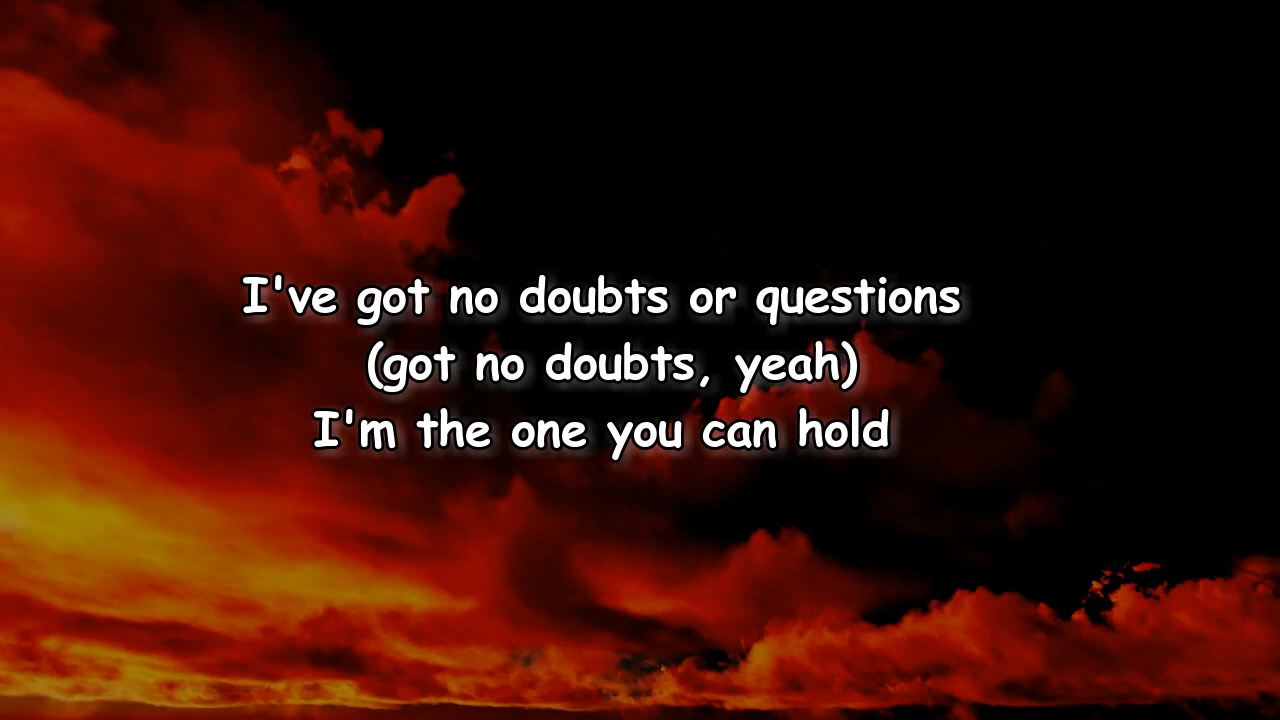 I've got no doubts or questions
(got no doubts, yeah)
I'm the one you can hold